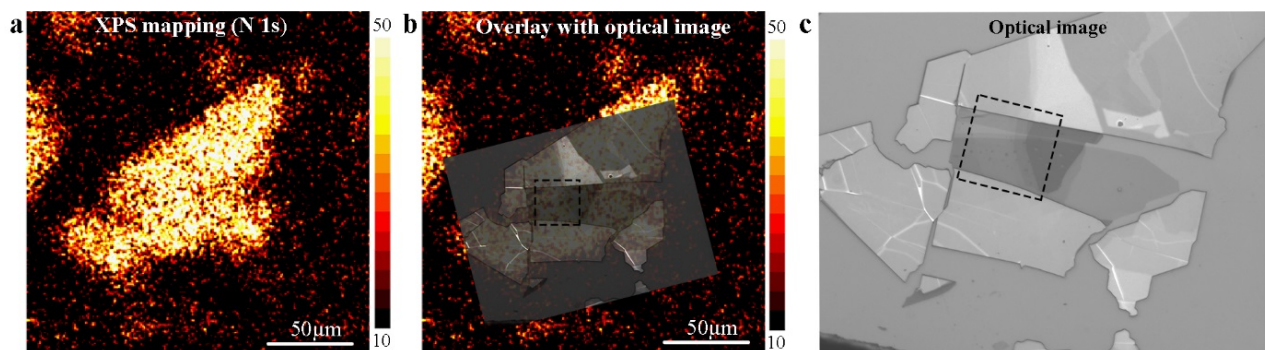 a
XPS mapping (N 1s)
50
10
50μm
b
Overlay with optical image
50
10
50μm
c
Optical image